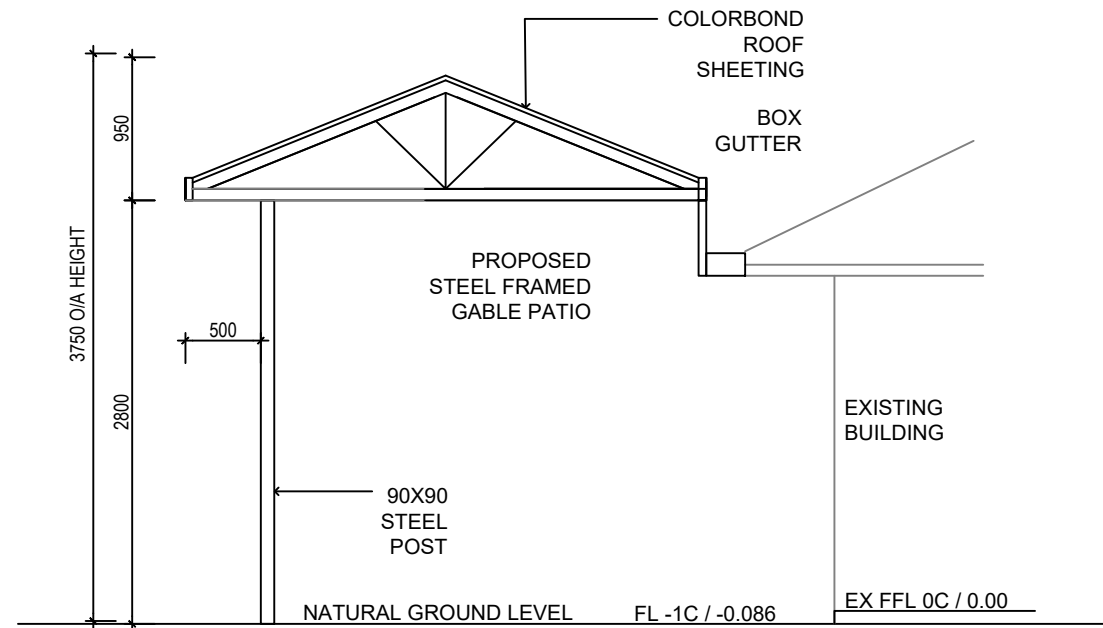 COLORBOND
ROOF
SHEETING
BOX
GUTTER
950
3750 O/A HEIGHT
PROPOSED
STEEL FRAMED
GABLE PATIO
500
2800
EXISTING
BUILDING
90X90
STEEL
POST
NATURAL GROUND LEVEL
FL -1C / -0.086
EX FFL 0C / 0.00